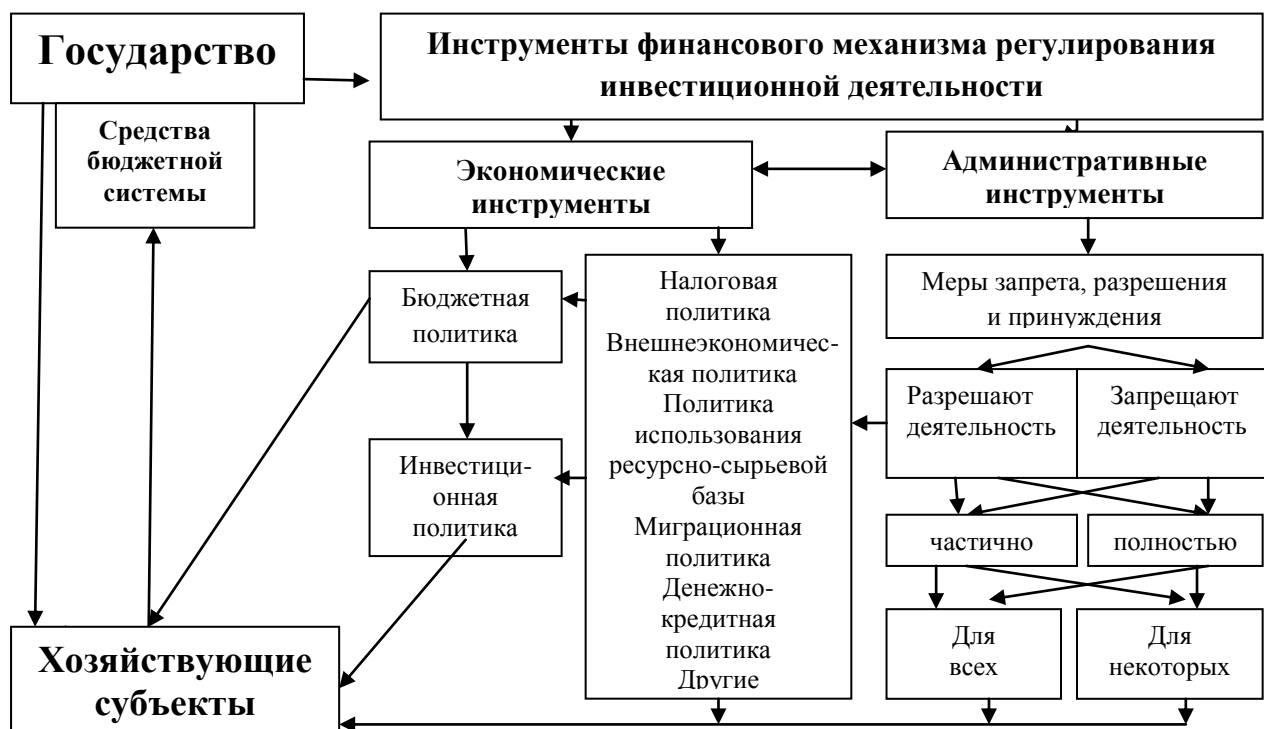 Государство
Инструменты финансового механизма регулирования
инвестиционной деятельности
Средства
бюджетной
системы
Экономические
инструменты
Административные
инструменты
Бюджетная
политика
Налоговая
политика
Внешнеэкономичес-
кая политика
Политика
использования
ресурсно-сырьевой
базы
Миграционная
политика
Денежно-
кредитная
политика
Другие
Меры запрета, разрешения
и принуждения
Разрешают
деятельность
Запрещают
деятельность
Инвестици-
онная
политика
частично
полностью
Для
всех
Для
некоторых
Хозяйствующие
субъекты